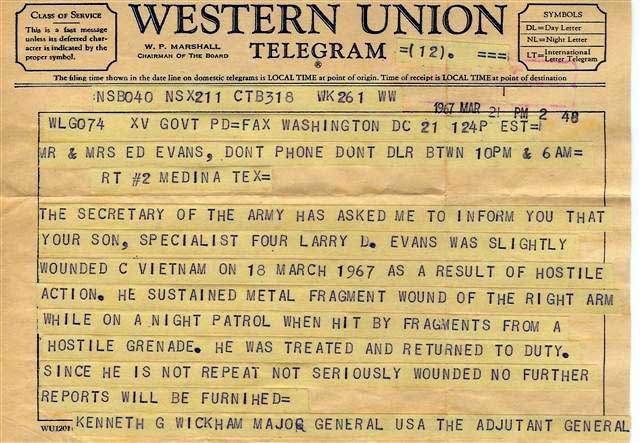 CLASS OF SERVICE
This is a fast message
unless its deferred char-
acter is indicated by the
proper symbol.
WESTERN UNION
TELEGRAM
W. P. MARSHALL
CHAIRMAN OF THE BOARD
®
=(12). ===
SYMBOLS
DL=Day Letter
NL=Night Letter
LT=International Letter Telegram
The filing time shown in the date line on domestic telegrams is LOCAL TIME at point of origin. Time of receipt is LOCAL TIME at point of destination
NSB040 NSX211 CTB318 WK261 WW
1967 MAR 21 PM 2 48
WLG074 XV GOVT PD=FAX WASHINGTON DC 21 124P EST=
MR & MRS ED EVANS, DONT PHONE DONT DLR BTWN 10PM & 6AM=
RT #2 MEDINA TEX=
THE SECRETARY OF THE ARMY HAS ASKED ME TO INFORM YOU THAT
YOUR SON, SPECIALIST FOUR LARRY D. EVANS WAS SLIGHTLY
WOUNDED C VIETNAM ON 18 MARCH 1967 AS A RESULT OF HOSTILE
ACTION. HE SUSTAINED METAL FRAGMENT WOUND OF THE RIGHT ARM
WHILE ON A NIGHT PATROL WHEN HIT BY FRAGMENTS FROM A
HOSTILE GRENADE. HE WAS TREATED AND RETURNED TO DUTY.
SINCE HE IS NOT REPEAT NOT SERIOUSLY WOUNDED NO FURTHER
REPORTS WILL BE FURNIHED=
KENNETH G WICKHAM MAJOR GENERAL USA THE ADJUTANT GENERAL
WU1201